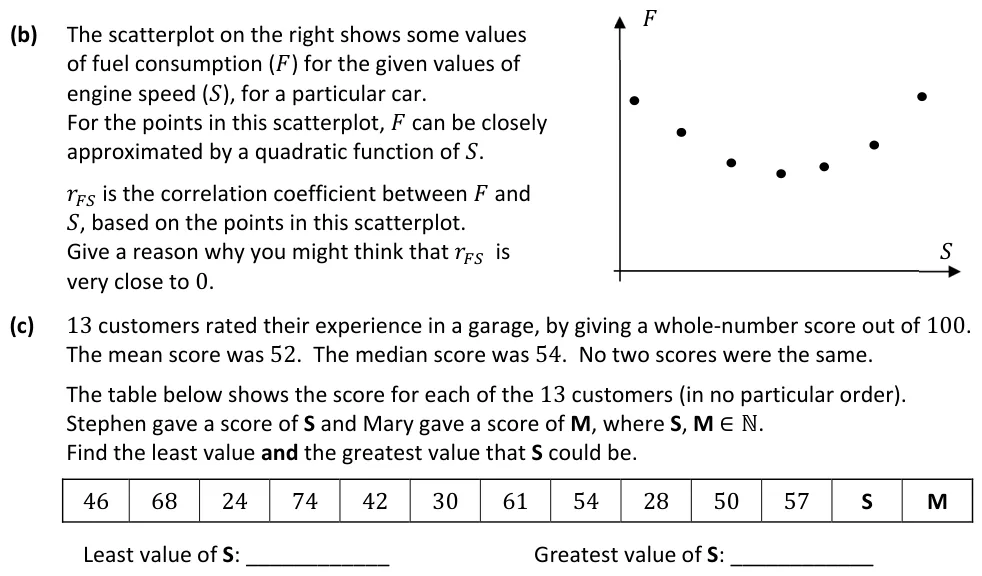 (b) The scatterplot on the right shows some values
of fuel consumption (F) for the given values of
engine speed (S), for a particular car.
For the points in this scatterplot, F can be closely
approximated by a quadratic function of S.
r_FS is the correlation coefficient between F and
S, based on the points in this scatterplot.
Give a reason why you might think that r_FS is
very close to 0.
F
S
(c) 13 customers rated their experience in a garage, by giving a whole-number score out of 100.
The mean score was 52. The median score was 54. No two scores were the same.
The table below shows the score for each of the 13 customers (in no particular order).
Stephen gave a score of S and Mary gave a score of M, where S, M ∈ ℕ.
Find the least value and the greatest value that S could be.
46 68 24 74 42 30 61 54 28 50 57 S M
Least value of S: ____________ Greatest value of S: ____________